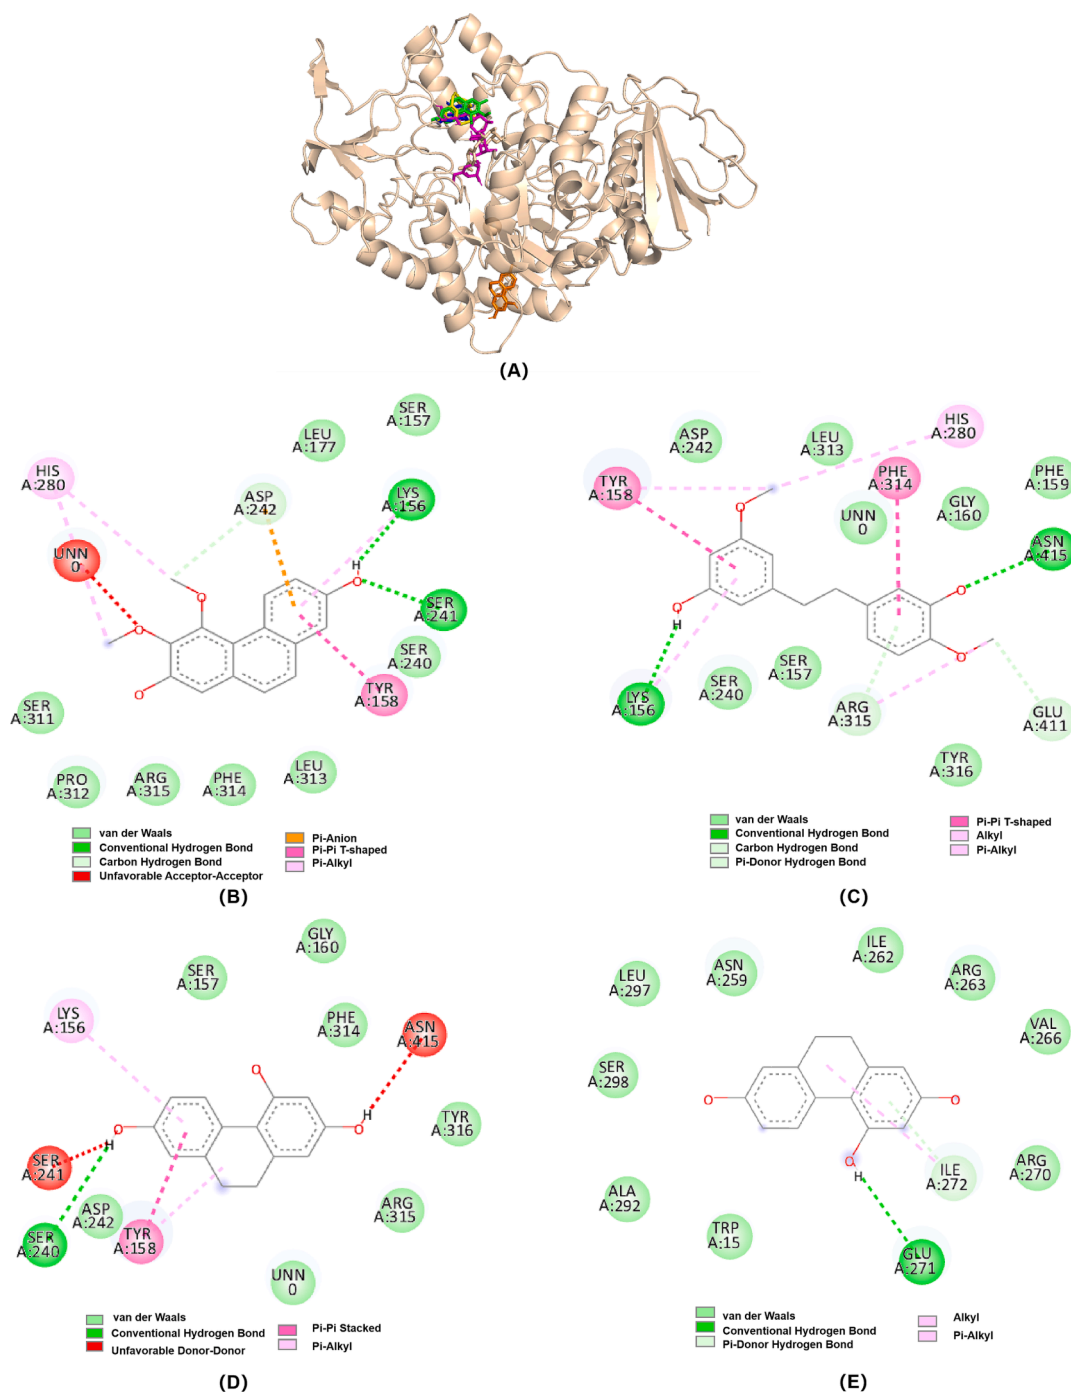 (A)
SER
A:157
LEU
A:177
HIS
A:280
ASP
A:242
LYS
A:156
UNN
0
H
O
O
O
O
SER
A:241
SER
A:240
TYR
A:158
SER
A:311
PRO
A:312
ARG
A:315
PHE
A:314
LEU
A:313
van der Waals
Conventional Hydrogen Bond
Carbon Hydrogen Bond
Unfavorable Acceptor-Acceptor
Pi-Anion
Pi-Pi T-shaped
Pi-Alkyl
(B)
HIS
A:280
ASP
A:242
LEU
A:313
TYR
A:158
PHE
A:314
PHE
A:159
UNN
0
GLY
A:160
ASN
A:415
O
O
H
O
O
LYS
A:156
SER
A:240
SER
A:157
ARG
A:315
GLU
A:411
TYR
A:316
van der Waals
Conventional Hydrogen Bond
Carbon Hydrogen Bond
Pi-Donor Hydrogen Bond
Pi-Pi T-shaped
Alkyl
Pi-Alkyl
(C)
GLY
A:160
SER
A:157
LYS
A:156
PHE
A:314
ASN
A:415
O
O
H
O
H
TYR
A:316
SER
A:241
ASP
A:242
SER
A:240
TYR
A:158
ARG
A:315
UNN
0
van der Waals
Conventional Hydrogen Bond
Unfavorable Donor-Donor
Pi-Pi Stacked
Pi-Alkyl
(D)
ILE
A:262
LEU
A:297
ASN
A:259
ARG
A:263
VAL
A:266
SER
A:298
O
O
O
H
ALA
A:292
ILE
A:272
ARG
A:270
TRP
A:15
GLU
A:271
van der Waals
Conventional Hydrogen Bond
Pi-Donor Hydrogen Bond
Alkyl
Pi-Alkyl
(E)